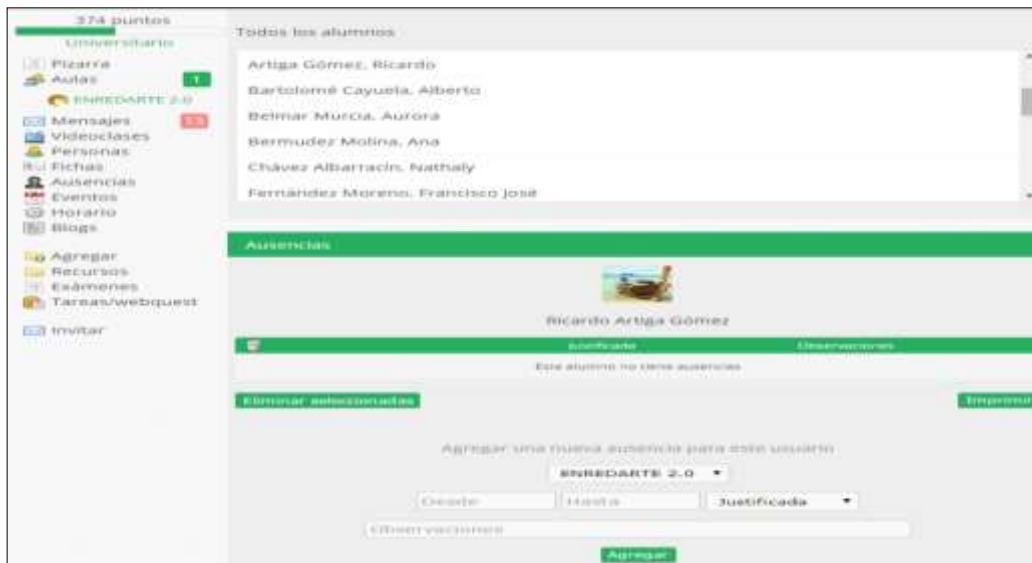 374 puntos
Universitario
Pizarra
Aulas 1
ENREDARTE 2.0
Mensajes
Videoclases
Personas
Fichas
Ausencias
Eventos
Horario
Blogs
Agregar
Recursos
Exámenes
Tareas/webquest
Invitar
Todos los alumnos
Artiga Gómez, Ricardo
Bartolomé Cayuela, Alberto
Belmar Murcia, Aurora
Bermudez Molina, Ana
Chávez Albarracín, Nathaly
Fernández Moreno, Francisco José
Ausencias
Ricardo Artiga Gómez
Justificada Observaciones
Este alumno no tiene ausencias
Eliminar seleccionadas Imprimir
Agregar una nueva ausencia para este usuario
ENREDARTE 2.0
Desde Hasta Justificada
Observaciones
Agregar